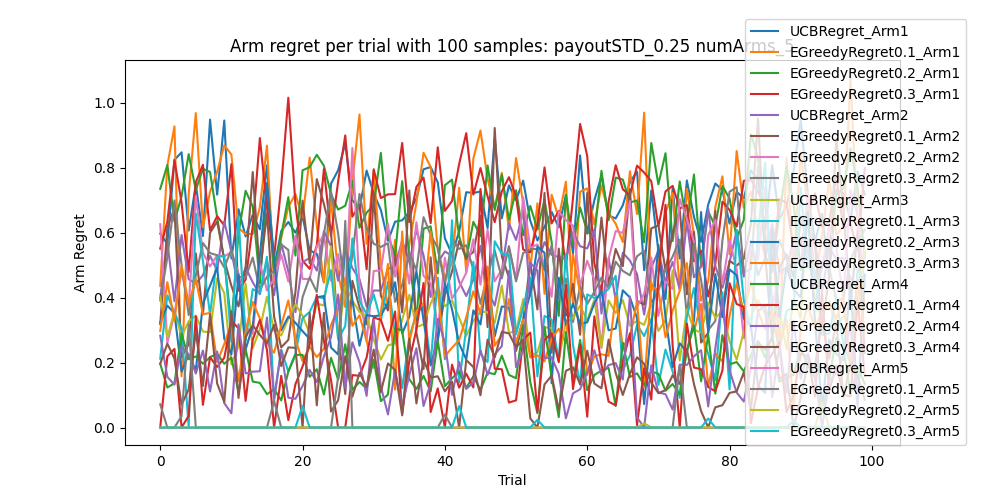 Arm regret per trial with 100 samples: payoutSTD_0.25 numArms_5
Arm Regret
1.0
0.8
0.6
0.4
0.2
0.0
0
20
40
60
80
100
Trial
UCBRegret_Arm1
EGreedyRegret0.1_Arm1
EGreedyRegret0.2_Arm1
EGreedyRegret0.3_Arm1
UCBRegret_Arm2
EGreedyRegret0.1_Arm2
EGreedyRegret0.2_Arm2
EGreedyRegret0.3_Arm2
UCBRegret_Arm3
EGreedyRegret0.1_Arm3
EGreedyRegret0.2_Arm3
EGreedyRegret0.3_Arm3
UCBRegret_Arm4
EGreedyRegret0.1_Arm4
EGreedyRegret0.2_Arm4
EGreedyRegret0.3_Arm4
UCBRegret_Arm5
EGreedyRegret0.1_Arm5
EGreedyRegret0.2_Arm5
EGreedyRegret0.3_Arm5